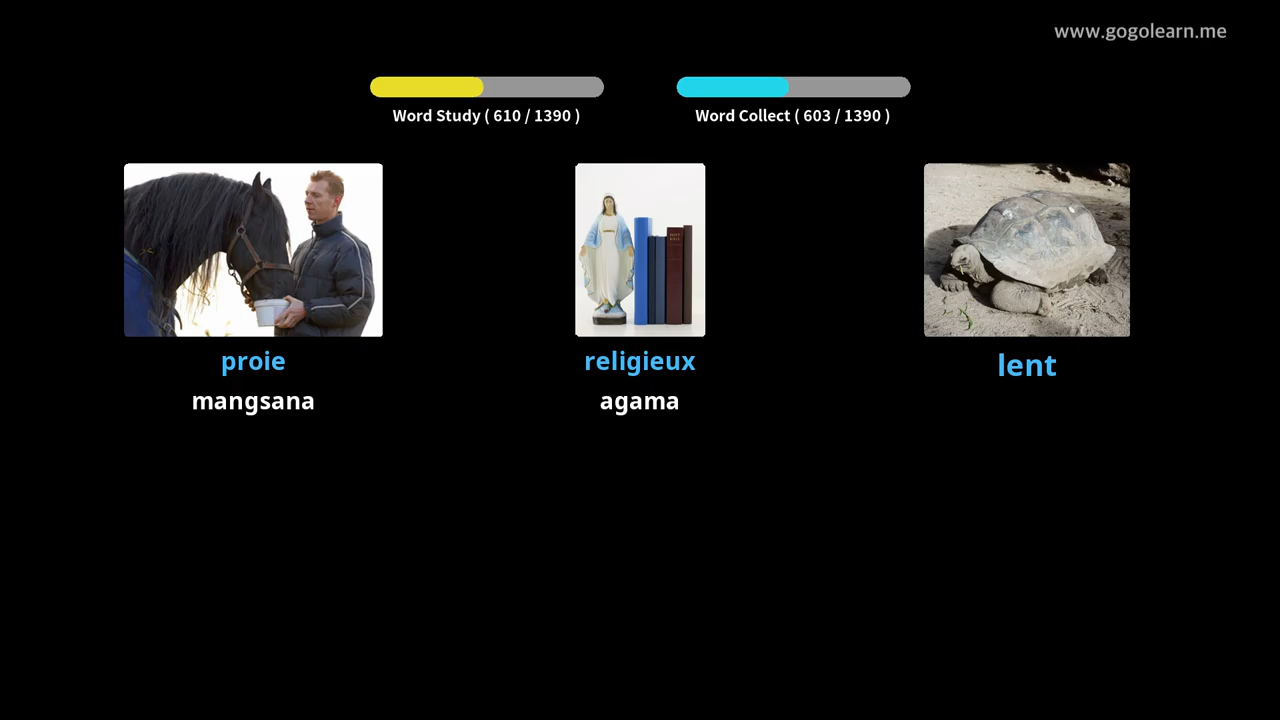 www.gogolearn.me
Word Study ( 610 / 1390 )
Word Collect ( 603 / 1390 )
proie
mangsana
religieux
agama
lent